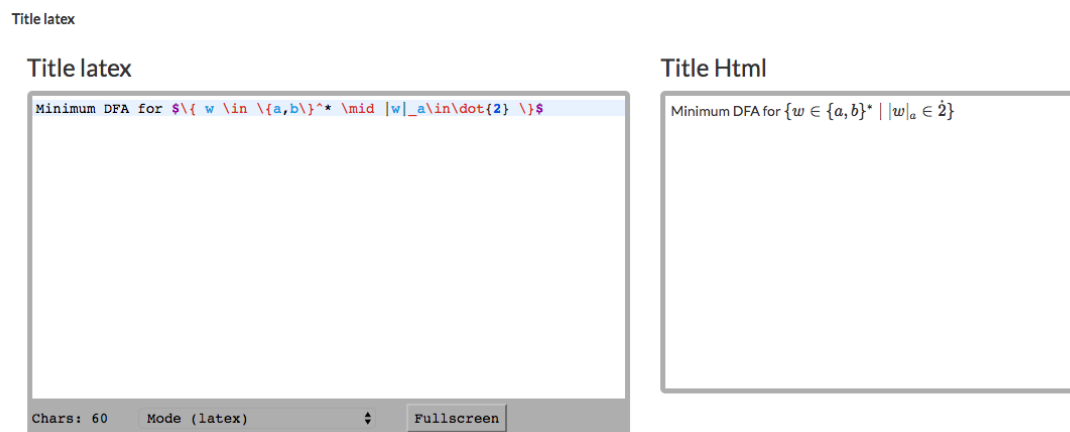 Title latex
Title latex
Title Html
Minimum DFA for $\{ w \in \{a,b\}^* \mid |w|_a\in\dot{2} \}$
Minimum DFA for {w ∈ {a, b}* | |w|ₐ ∈ 2̇}
Chars: 60 Mode (latex) Fullscreen